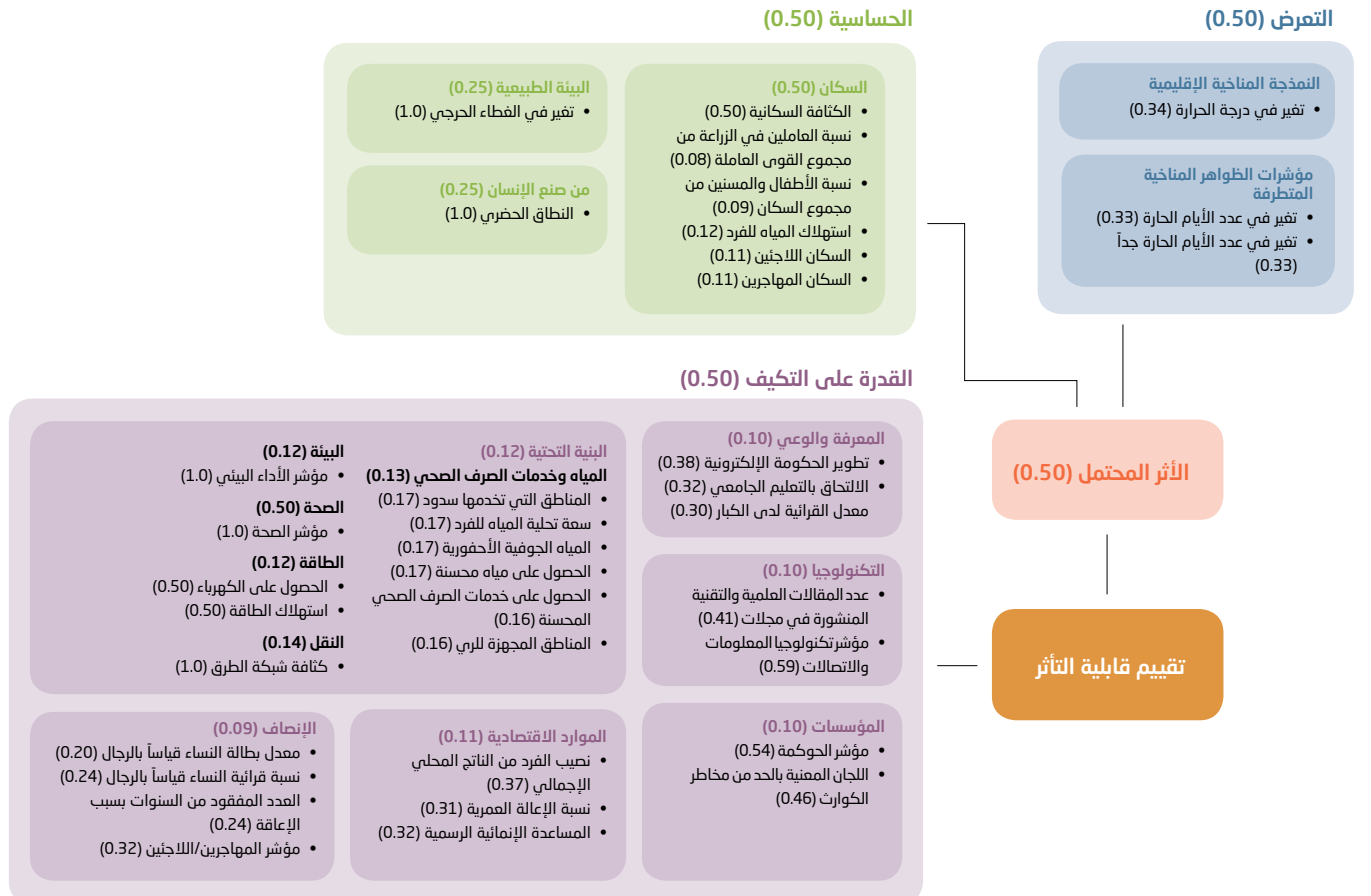 التعرض (0.50)
النمذجة المناخية الإقليمية
• تغير في درجة الحرارة (0.34)
مؤشرات الظواهر المناخية
المتطرفة
• تغير في عدد الأيام الحارة (0.33)
• تغير في عدد الأيام الحارة جداً
(0.33)
الحساسية (0.50)
السكان (0.50)
• الكثافة السكانية (0.50)
• نسبة العاملين في الزراعة من
مجموع القوى العاملة (0.08)
• نسبة الأطفال والمسنين من
مجموع السكان (0.09)
• استهلاك المياه للفرد (0.12)
• السكان اللاجئين (0.11)
• السكان المهاجرين (0.11)
البيئة الطبيعية (0.25)
• تغير في الغطاء الحرجي (1.0)
من صنع الإنسان (0.25)
• النطاق الحضري (1.0)
الأثر المحتمل (0.50)
تقييم قابلية التأثر
القدرة على التكيف (0.50)
المعرفة والوعي (0.10)
• تطوير الحكومة الإلكترونية (0.38)
• الالتحاق بالتعليم الجامعي (0.32)
معدل القرائية لدى الكبار (0.30)
التكنولوجيا (0.10)
• عدد المقالات العلمية والتقنية
المنشورة في مجلات (0.41)
• مؤشر تكنولوجيا المعلومات
والاتصالات (0.59)
المؤسسات (0.10)
• مؤشر الحوكمة (0.54)
• اللجان المعنية بالحد من مخاطر
الكوارث (0.46)
البنية التحتية (0.12)
المياه وخدمات الصرف الصحي (0.13)
• المناطق التي تخدمها سدود (0.17)
• سعة تحلية المياه للفرد (0.17)
• المياه الجوفية الأحفورية (0.17)
• الحصول على مياه محسنة (0.17)
• الحصول على خدمات الصرف الصحي
المحسنة (0.16)
• المناطق المجهزة للري (0.16)
البيئة (0.12)
• مؤشر الأداء البيئي (1.0)
الصحة (0.50)
• مؤشر الصحة (1.0)
الطاقة (0.12)
• الحصول على الكهرباء (0.50)
• استهلاك الطاقة (0.50)
النقل (0.14)
• كثافة شبكة الطرق (1.0)
الموارد الاقتصادية (0.11)
• نصيب الفرد من الناتج المحلي
الإجمالي (0.37)
• نسبة الإعالة العمرية (0.31)
• المساعدة الإنمائية الرسمية (0.32)
الإنصاف (0.09)
• معدل بطالة النساء قياساً بالرجال (0.20)
• نسبة قرائية النساء قياساً بالرجال (0.24)
• العدد المفقود من السنوات بسبب
الإعاقة (0.24)
• مؤشر المهاجرين/اللاجئين (0.32)